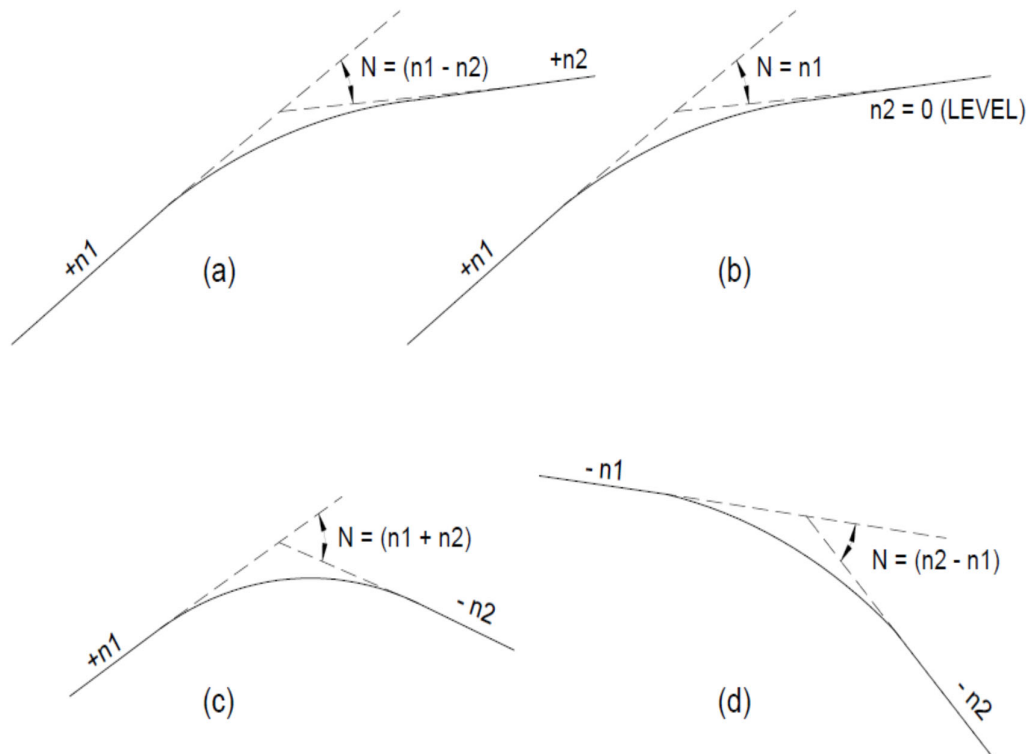 N = (n1 - n2)
+n2
+n1
(a)
N = n1
n2 = 0 (LEVEL)
+n1
(b)
N = (n1 + n2)
- n2
+n1
(c)
- n1
N = (n2 - n1)
- n2
(d)